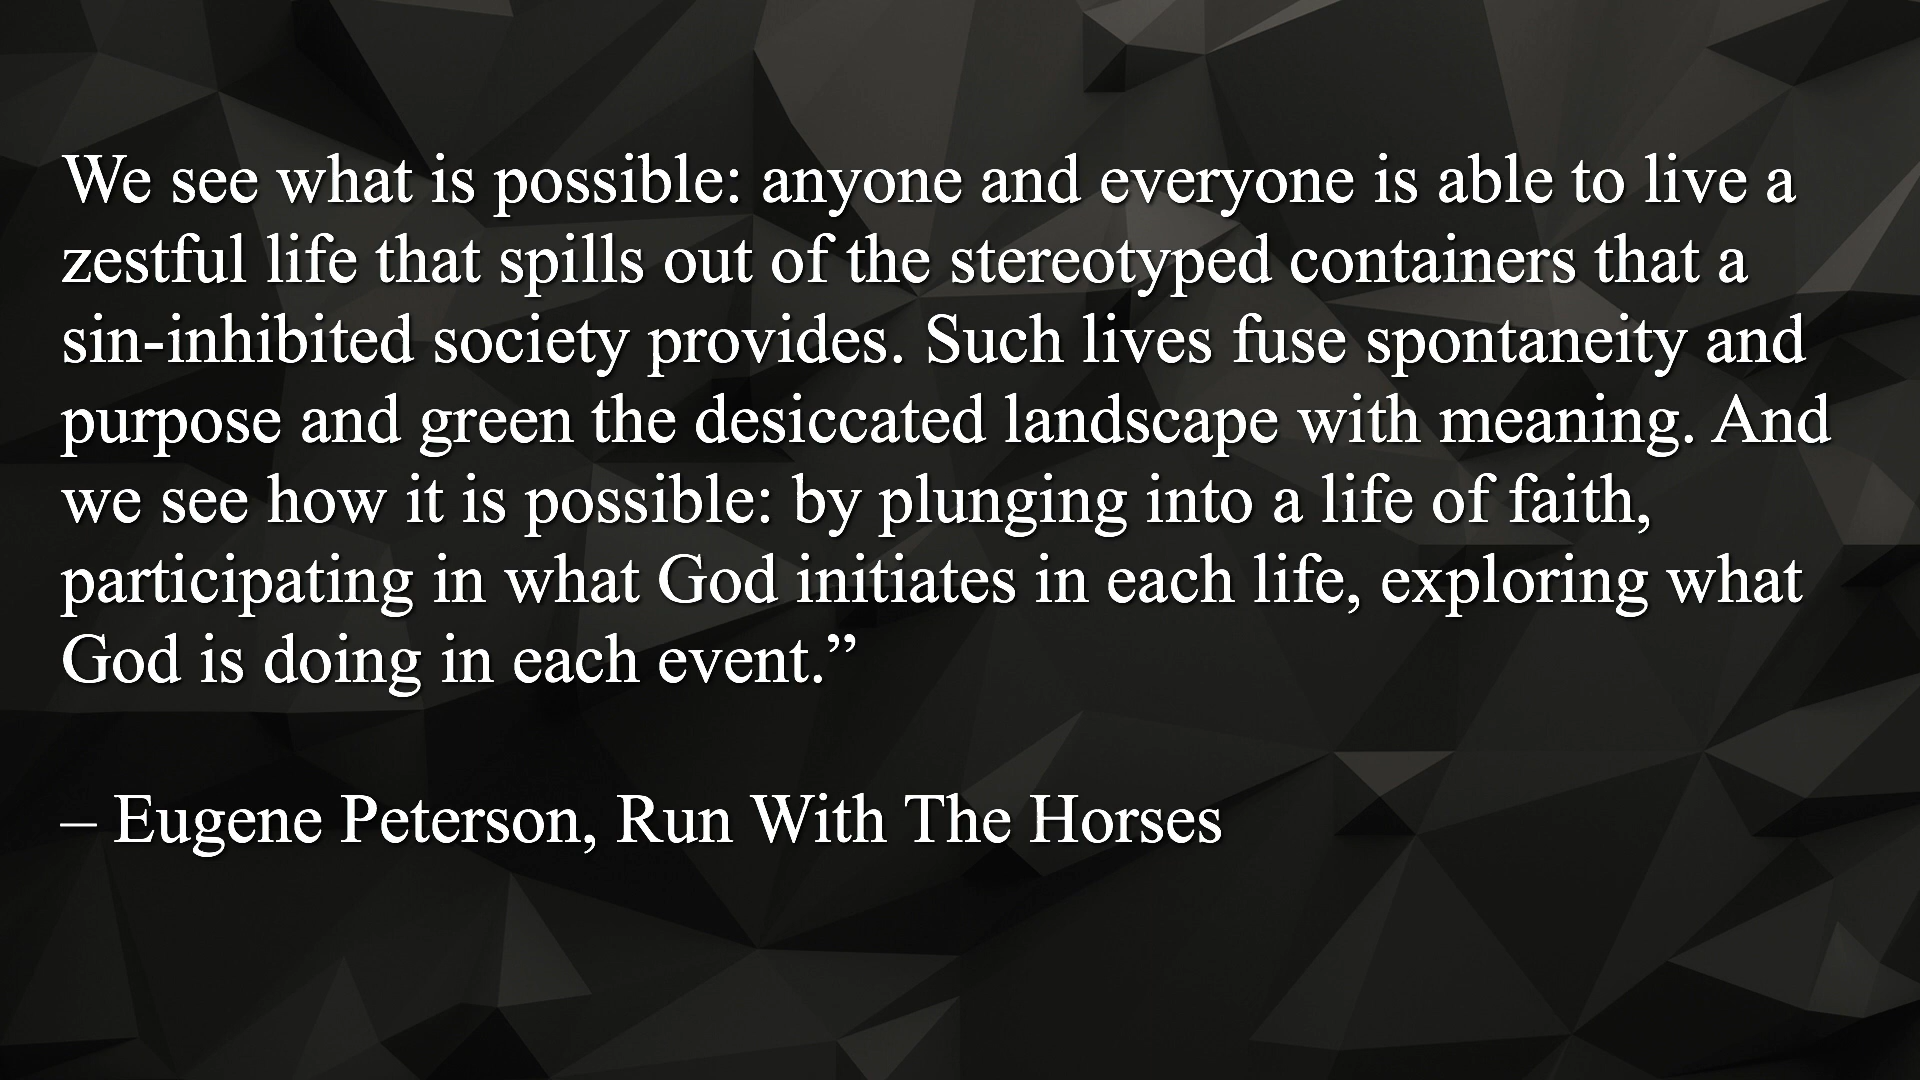 We see what is possible: anyone and everyone is able to live a
zestful life that spills out of the stereotyped containers that a
sin-inhibited society provides. Such lives fuse spontaneity and
purpose and green the desiccated landscape with meaning. And
we see how it is possible: by plunging into a life of faith,
participating in what God initiates in each life, exploring what
God is doing in each event.”
– Eugene Peterson, Run With The Horses